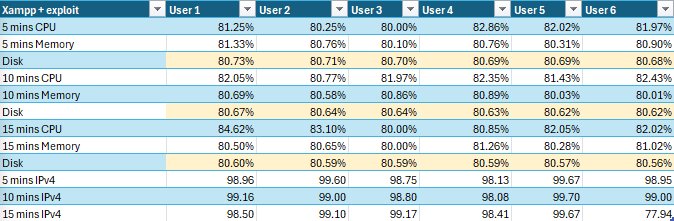 Xampp + exploit User 1 User 2 User 3 User 4 User 5 User 6
5 mins CPU 81.25% 80.25% 80.00% 82.86% 82.02% 81.97%
5 mins Memory 81.33% 80.76% 80.10% 80.76% 80.31% 80.90%
Disk 80.73% 80.71% 80.70% 80.69% 80.69% 80.68%
10 mins CPU 82.05% 80.77% 81.97% 82.35% 81.43% 82.43%
10 mins Memory 80.69% 80.58% 80.86% 80.89% 80.03% 80.01%
Disk 80.67% 80.64% 80.64% 80.63% 80.62% 80.62%
15 mins CPU 84.62% 83.10% 80.00% 80.85% 82.05% 82.02%
15 mins Memory 80.50% 80.65% 80.00% 81.26% 80.28% 81.02%
Disk 80.60% 80.59% 80.59% 80.59% 80.57% 80.56%
5 mins IPv4 98.96 99.60 98.75 98.13 99.67 98.95
10 mins IPv4 99.16 99.00 98.80 98.08 99.70 99.00
15 mins IPv4 98.50 99.10 99.17 98.41 99.67 77.94